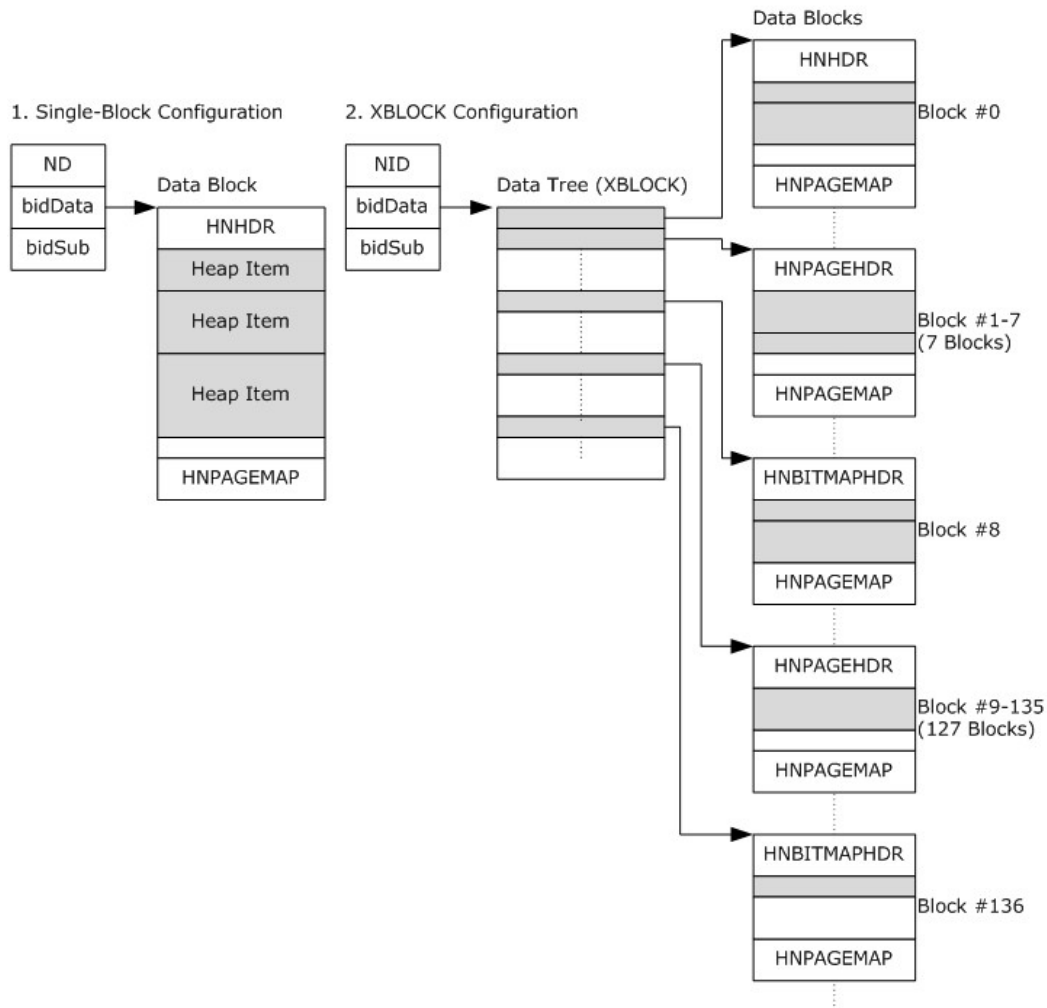 Data Blocks
HNHDR
Block #0
HNPAGEMAP
1. Single-Block Configuration
ND
bidData
bidSub
Data Block
HNHDR
Heap Item
Heap Item
Heap Item
HNPAGEMAP
2. XBLOCK Configuration
NID
bidData
bidSub
Data Tree (XBLOCK)
HNPAGEHDR
Block #1-7
(7 Blocks)
HNPAGEMAP
HNBITMAPHDR
Block #8
HNPAGEMAP
HNPAGEHDR
Block #9-135
(127 Blocks)
HNPAGEMAP
HNBITMAPHDR
Block #136
HNPAGEMAP